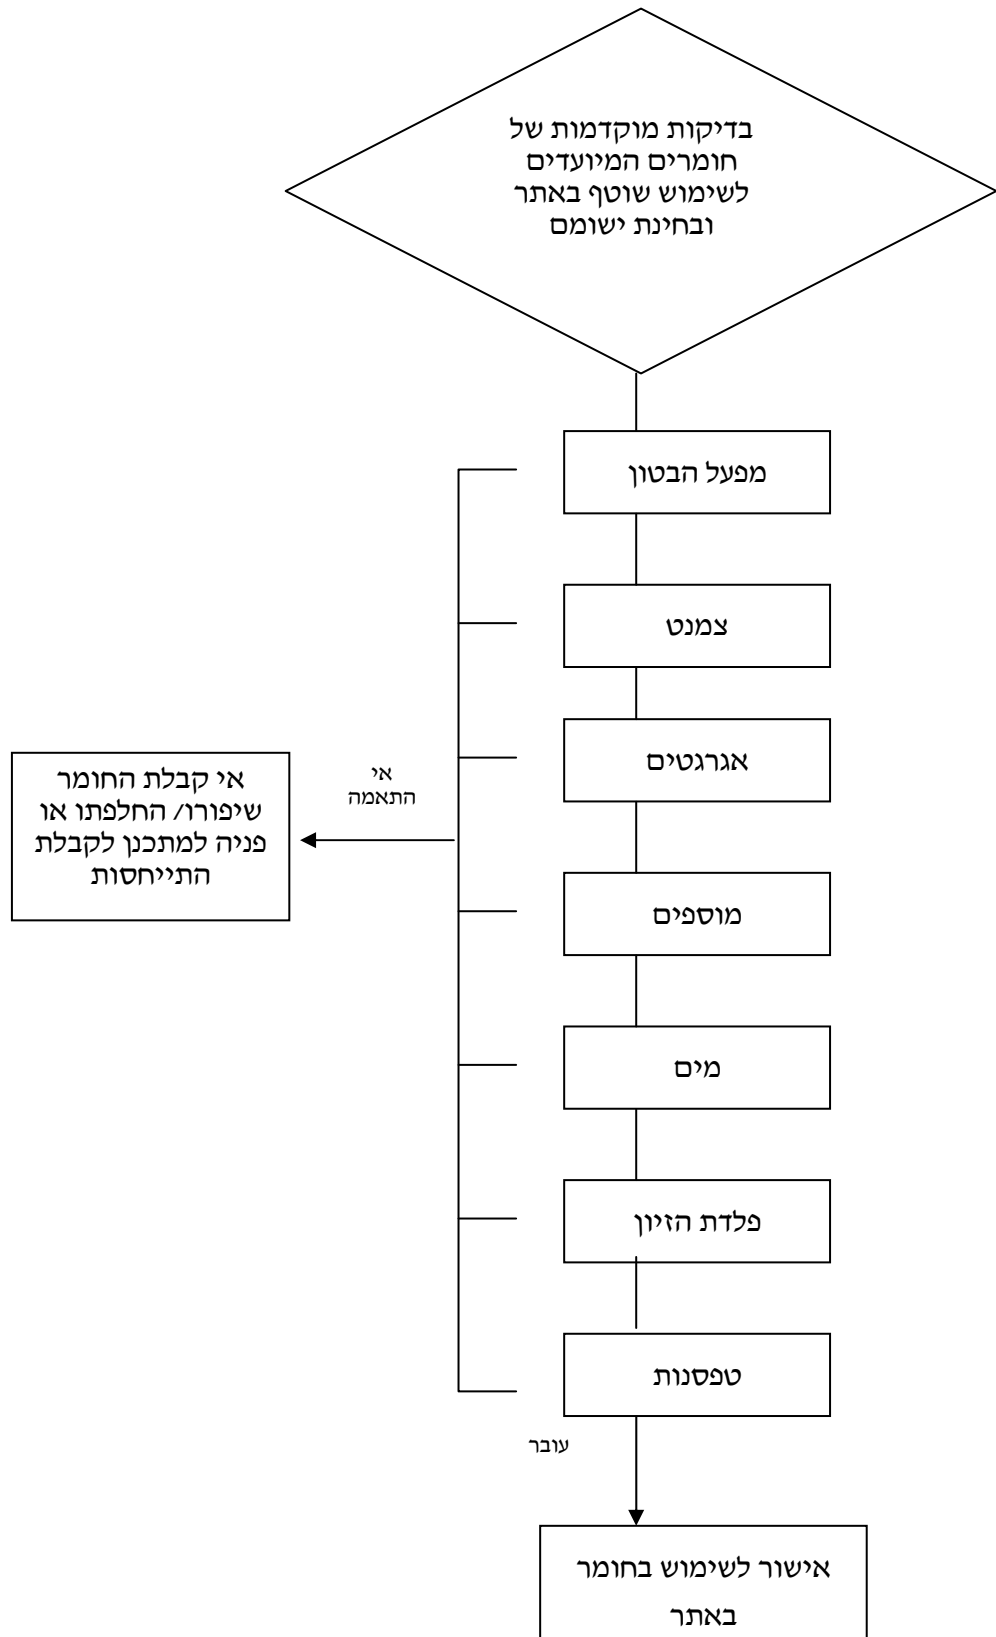 בדיקות מוקדמות של
חומרים המיועדים
לשימוש שוטף באתר
ובחינת ישומם
מפעל הבטון
צמנט
אגרגטים
אי
התאמה
אי קבלת החומר
שיפורו/ החלפתו או
פניה למתכנן לקבלת
התייחסות
מוספים
מים
פלדת הזיון
טפסנות
עובר
אישור לשימוש בחומר
באתר